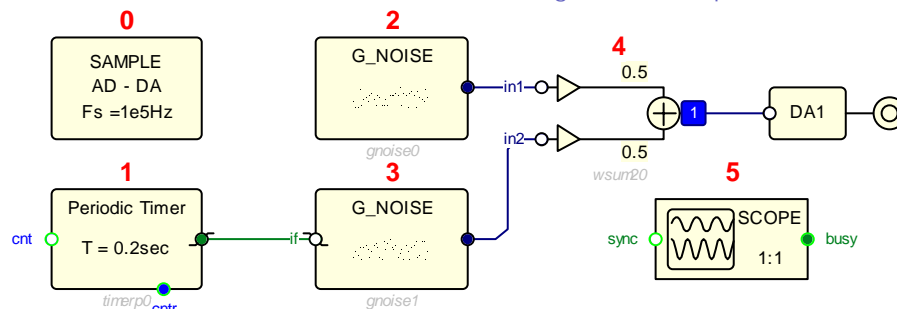 0
SAMPLE
AD - DA
Fs =1e5Hz
2
G_NOISE
gnoise0
in1
4
0.5
0.5
1
wsum20
DA1
1
Periodic Timer
T = 0.2sec
cnt
timerp0
cntr
3
G_NOISE
if
gnoise1
in2
5
SCOPE
1:1
sync
busy